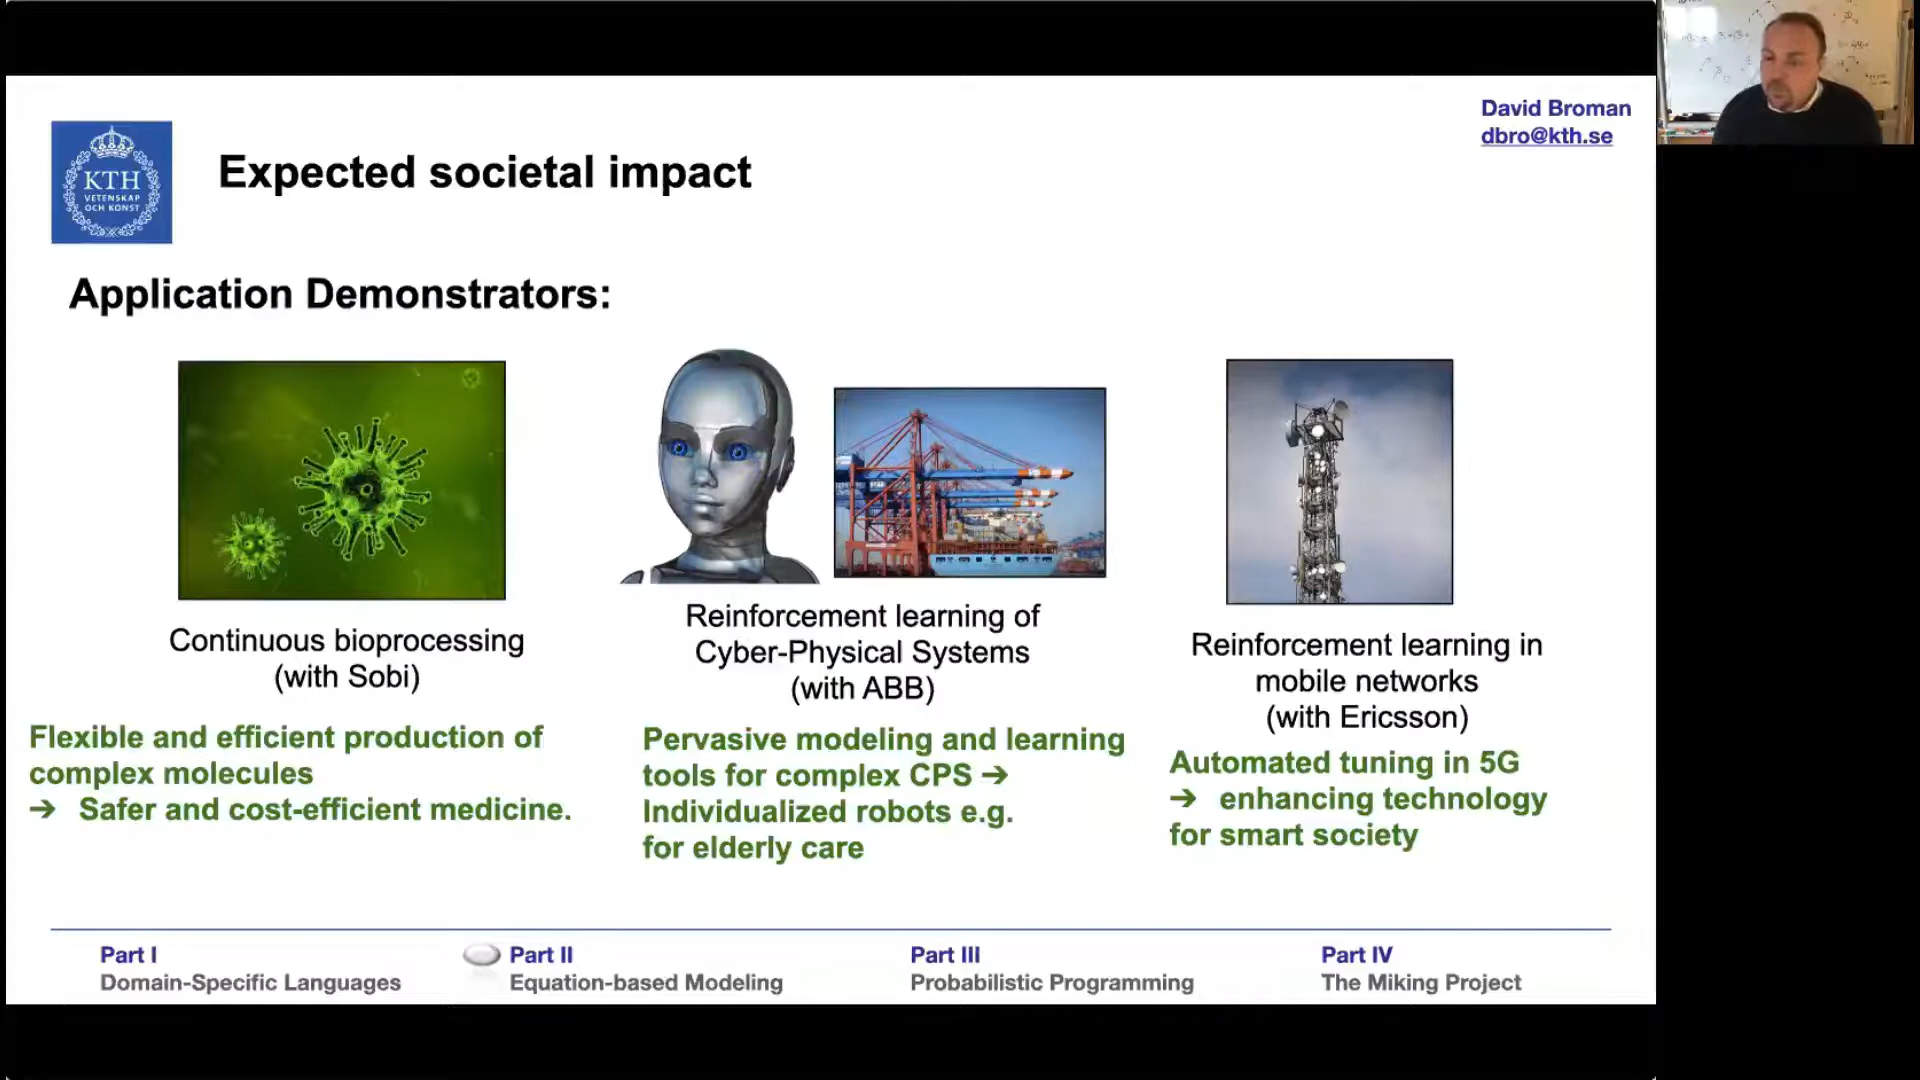 David Broman
dbro@kth.se
KTH
VETENSKAP
OCH KONST
Expected societal impact
Application Demonstrators:
Continuous bioprocessing
(with Sobi)
Flexible and efficient production of
complex molecules
→ Safer and cost-efficient medicine.
Reinforcement learning of
Cyber-Physical Systems
(with ABB)
Pervasive modeling and learning
tools for complex CPS →
Individualized robots e.g.
for elderly care
Reinforcement learning in
mobile networks
(with Ericsson)
Automated tuning in 5G
→ enhancing technology
for smart society
Part I
Domain-Specific Languages
Part II
Equation-based Modeling
Part III
Probabilistic Programming
Part IV
The Miking Project